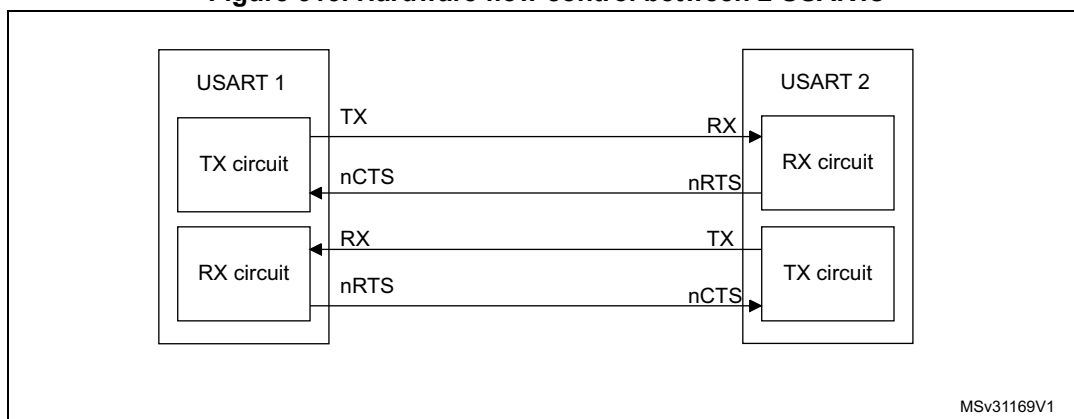 Figure Hardware flow control between 2 USARTs
USART 1
USART 2
TX
RX
TX circuit
RX circuit
nCTS
nRTS
RX
TX
RX circuit
TX circuit
nRTS
nCTS
MSv31169V1